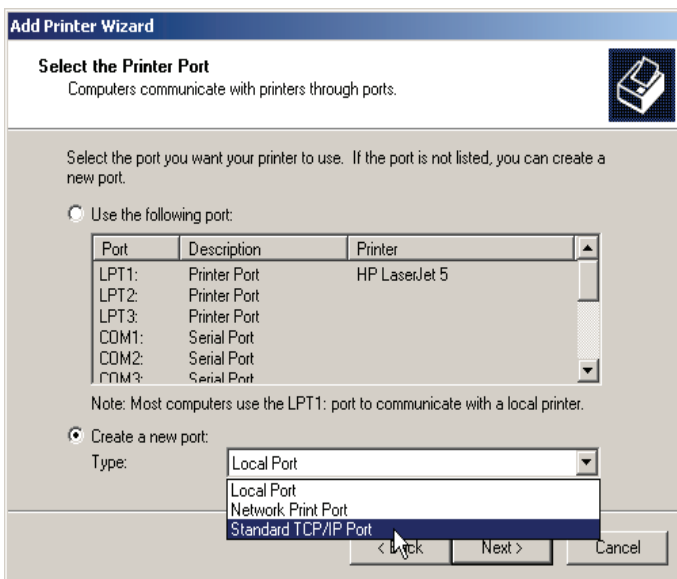 Add Printer Wizard
Select the Printer Port
Computers communicate with printers through ports.
Select the port you want your printer to use. If the port is not listed, you can create a
new port.
Use the following port:
Port Description Printer
LPT1: Printer Port HP LaserJet 5
LPT2: Printer Port
LPT3: Printer Port
COM1: Serial Port
COM2: Serial Port
COM3: Serial Port
Note: Most computers use the LPT1: port to communicate with a local printer.
Create a new port:
Type: Local Port
Local Port
Network Print Port
Standard TCP/IP Port
< Back Next > Cancel